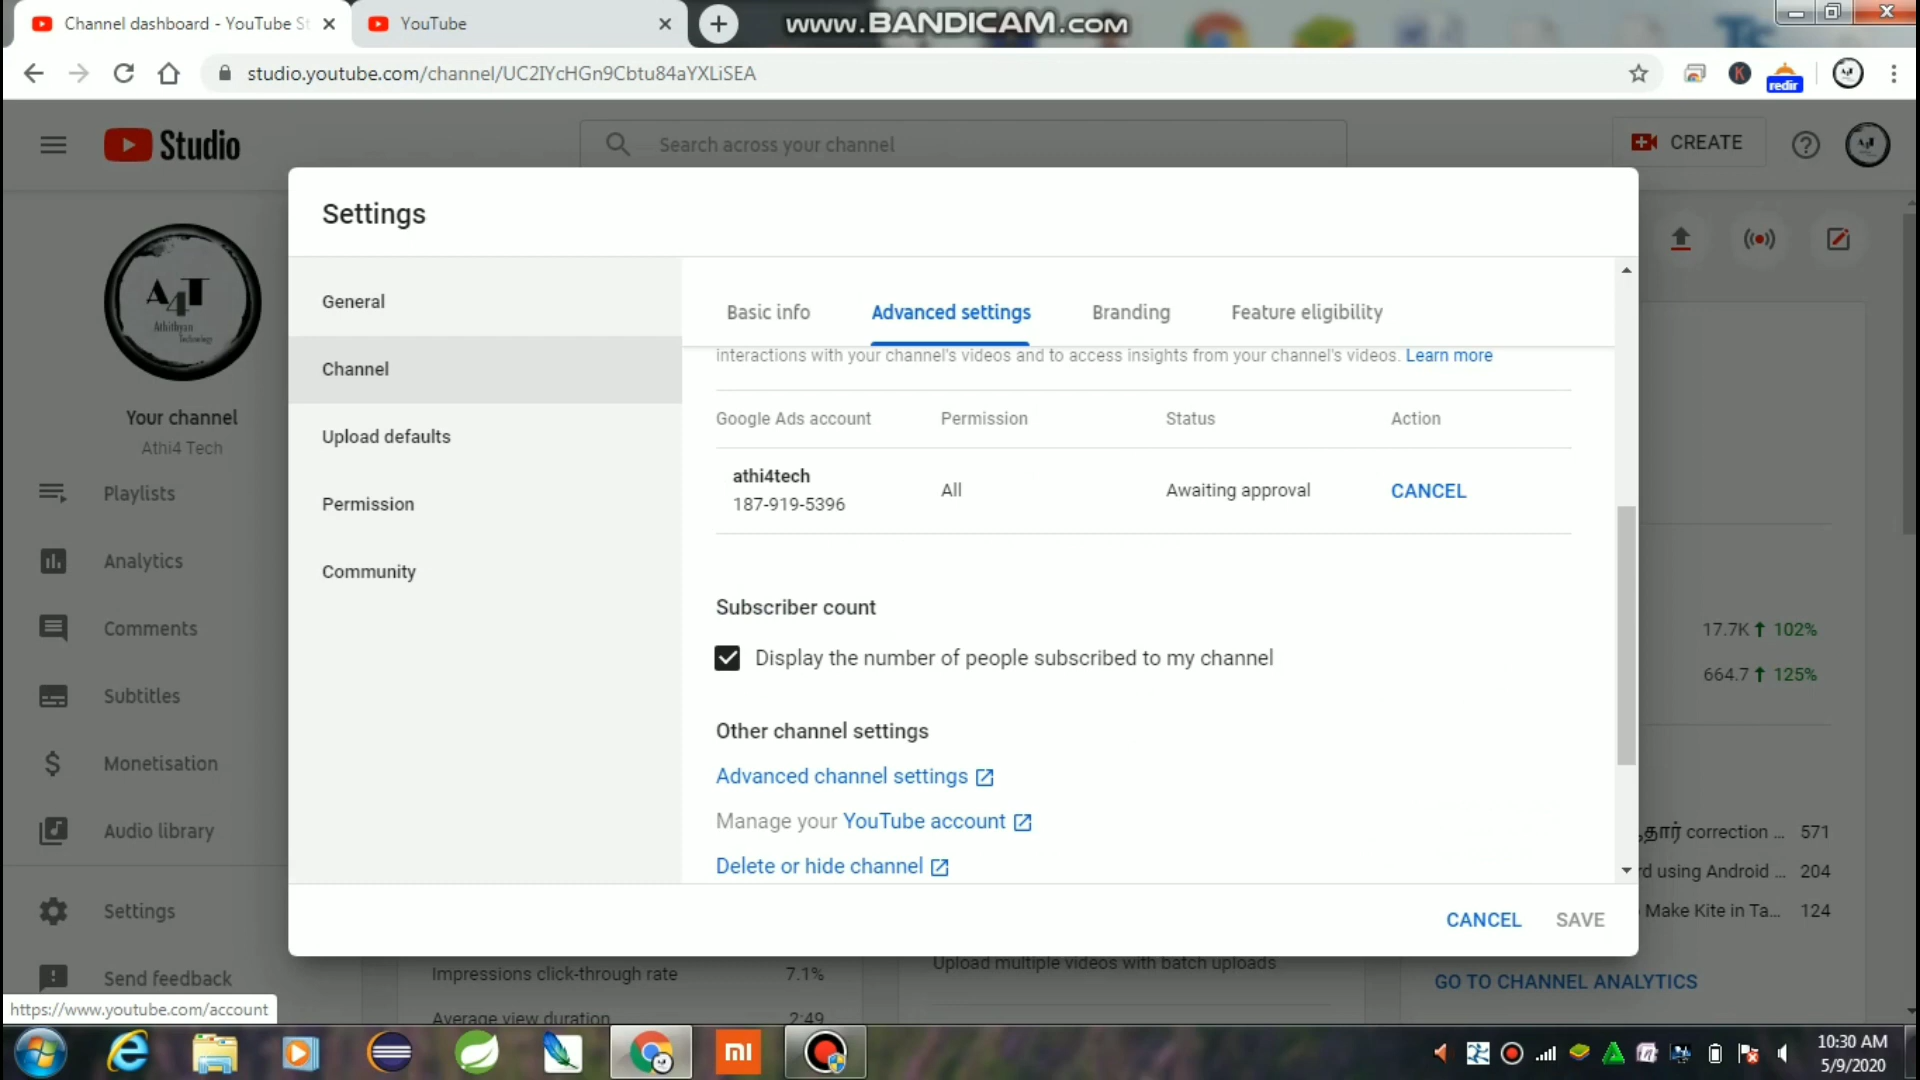 Channel dashboard - YouTube St
YouTube
www.BANDICAM.com
studio.youtube.com/channel/UC2IYcHGn9Cbtu84aYXLiSEA
redir
Studio
Search across your channel
CREATE
Settings
General
Channel
Upload defaults
Permission
Community
Basic info
Advanced settings
Branding
Feature eligibility
interactions with your channel's videos and to access insights from your channel's videos. Learn more
Google Ads account Permission Status Action
athi4tech
187-919-5396
All
Awaiting approval
CANCEL
Subscriber count
Display the number of people subscribed to my channel
Other channel settings
Advanced channel settings
Manage your YouTube account
Delete or hide channel
CANCEL SAVE
A4T
Athithyan
Technology
Your channel
Athi4 Tech
Playlists
Analytics
Comments
Subtitles
Monetisation
Audio library
Settings
Send feedback
17.7K 102%
664.7 125%
correction ... 571
rd using Android ... 204
Make Kite in Ta... 124
Impressions click-through rate 7.1%
Average view duration 2:49
Upload multiple videos with batch uploads
GO TO CHANNEL ANALYTICS
https://www.youtube.com/account
10:30 AM
5/9/2020